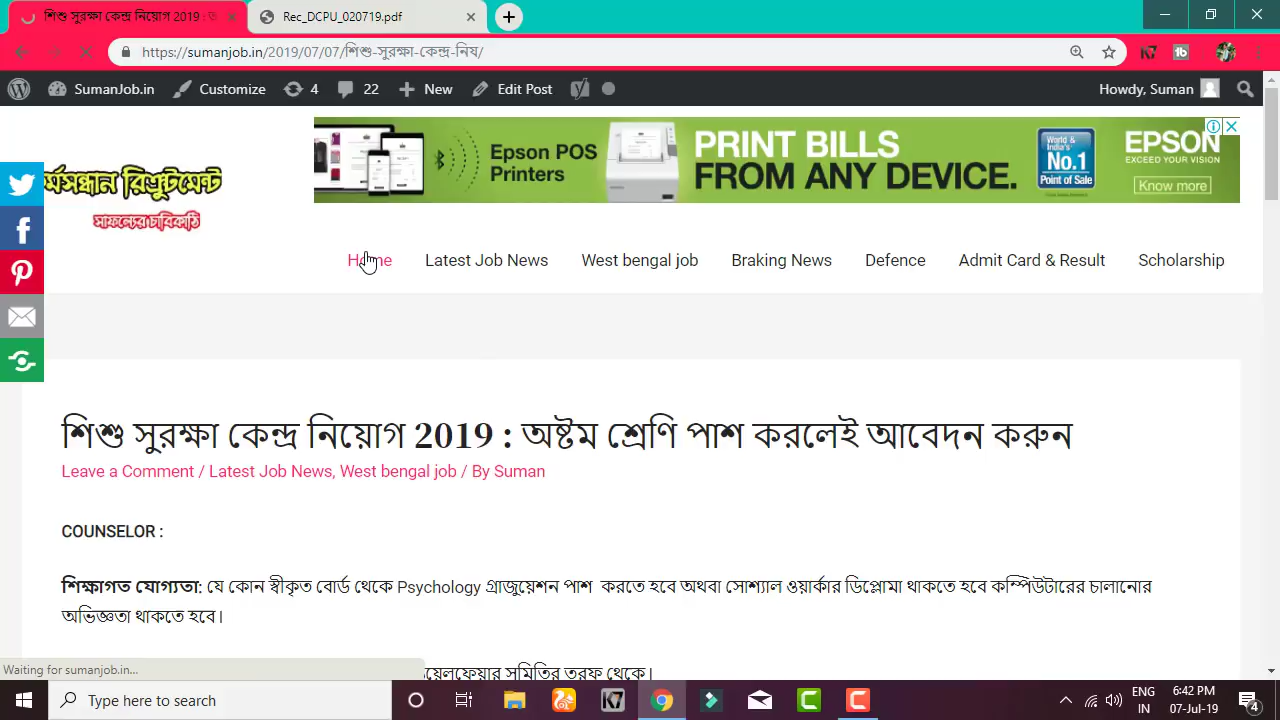 শিশু সুরক্ষা কেন্দ্র নিয়োগ 2019 : অ
Rec_DCPU_020719.pdf
https://sumanjob.in/2019/07/07/শিশু-সুরক্ষা-কেন্দ্র-নিয/
SumanJob.in Customize 4 22 New Edit Post Howdy, Suman
PRINT BILLS
FROM ANY DEVICE.
Epson POS
Printers
World &
India's
No.1
Point of Sale
EPSON
EXCEED YOUR VISION
Know more
র্মসন্ধান রিক্রুটমেন্ট
সাফল্যের চাবিকাঠি
Home Latest Job News West bengal job Braking News Defence Admit Card & Result Scholarship
শিশু সুরক্ষা কেন্দ্র নিয়োগ 2019 : অষ্টম শ্রেণি পাশ করলেই আবেদন করুন
Leave a Comment / Latest Job News, West bengal job / By Suman
COUNSELOR :
শিক্ষাগত যোগ্যতা: যে কোন স্বীকৃত বোর্ড থেকে Psychology গ্রাজুয়েশন পাশ করতে হবে অথবা সোশ্যাল ওয়ার্কার ডিপ্লোমা থাকতে হবে কম্পিউটারের চালানোর
অভিজ্ঞতা থাকতে হবে।
য়েলফেয়ার সমিতির তরফ থেকে।
Waiting for sumanjob.in...
Type here to search
K7
ENG
IN
6:42 PM
07-Jul-19
4